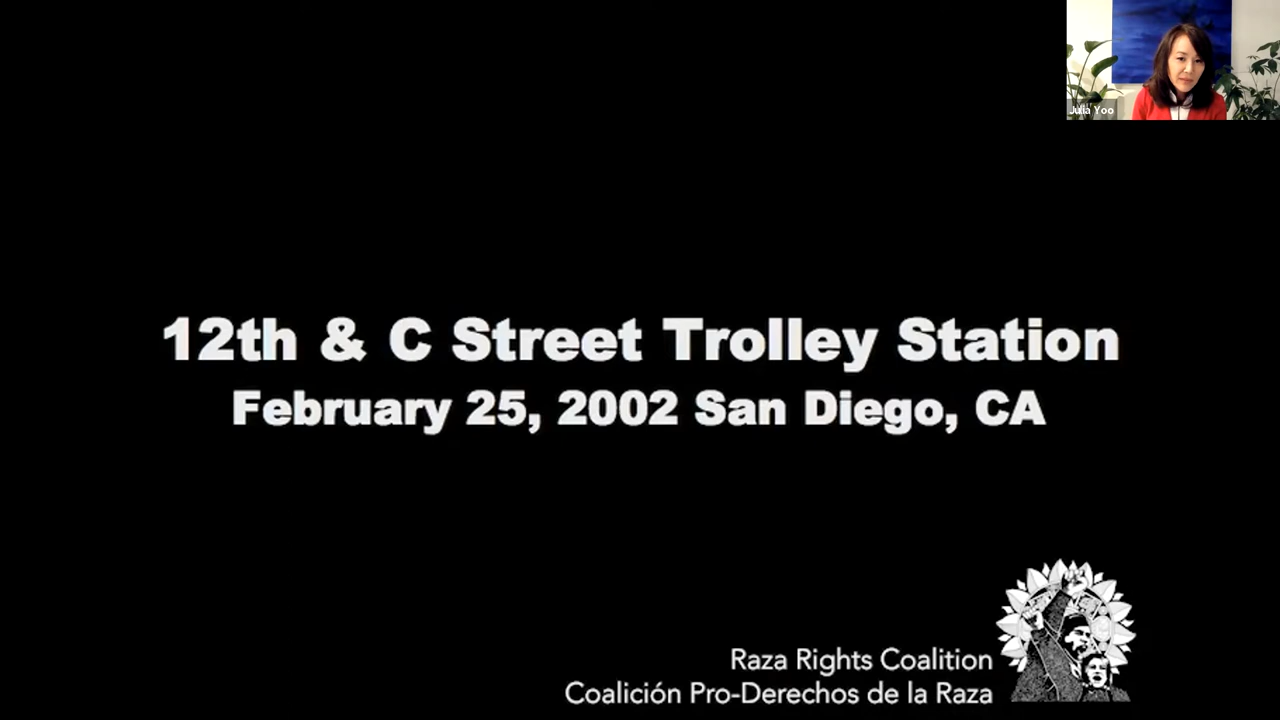 Julia Yoo
12th & C Street Trolley Station
February 25, 2002 San Diego, CA
Raza Rights Coalition
Coalición Pro-Derechos de la Raza